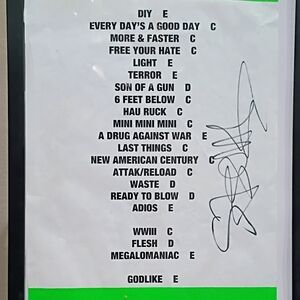 DIY E
EVERY DAY'S A GOOD DAY C
MORE & FASTER C
FREE YOUR HATE C
LIGHT E
TERROR E
SON OF A GUN D
6 FEET BELOW C
HAU RUCK C
MINI MINI MINI C
A DRUG AGAINST WAR E
LAST THINGS C
NEW AMERICAN CENTURY C
ATTAK/RELOAD C
WASTE D
READY TO BLOW D
ADIOS E
WWIII C
FLESH D
MEGALOMANIAC E
GODLIKE E